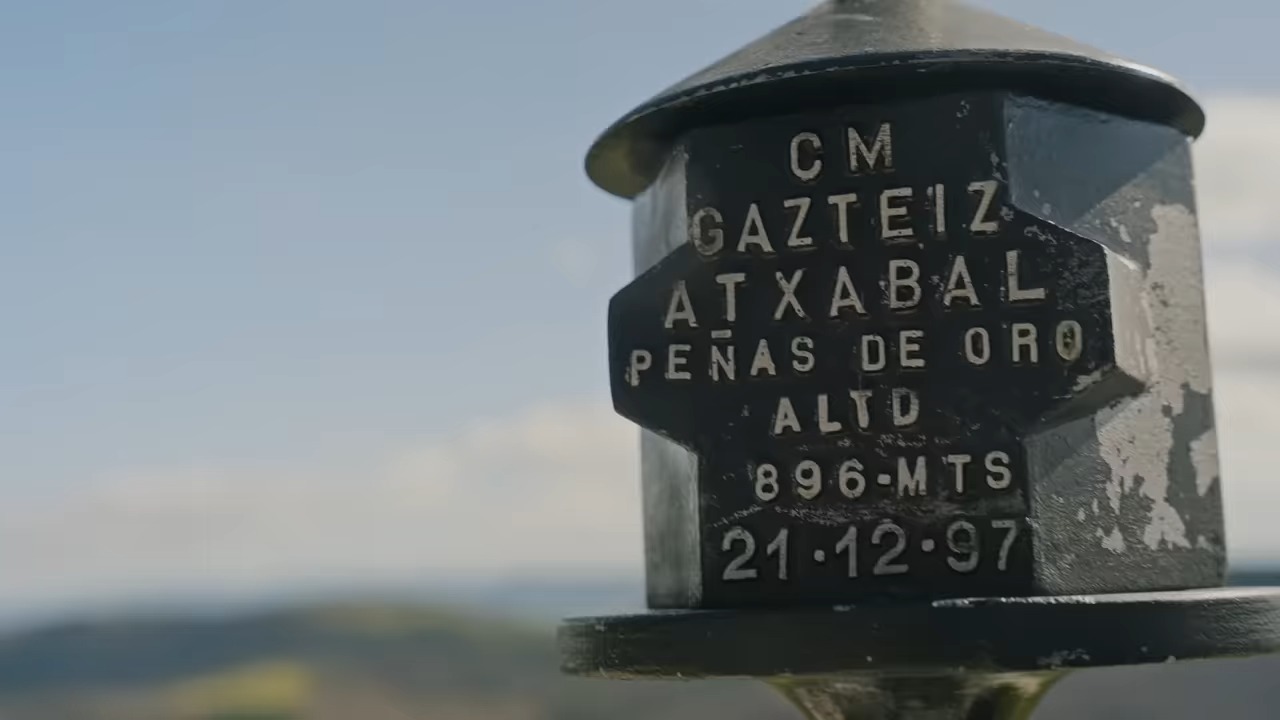 CM
GAZTEIZ
ATXABAL
PEÑAS DE ORO
ALTO
896-MTS
21·12·97